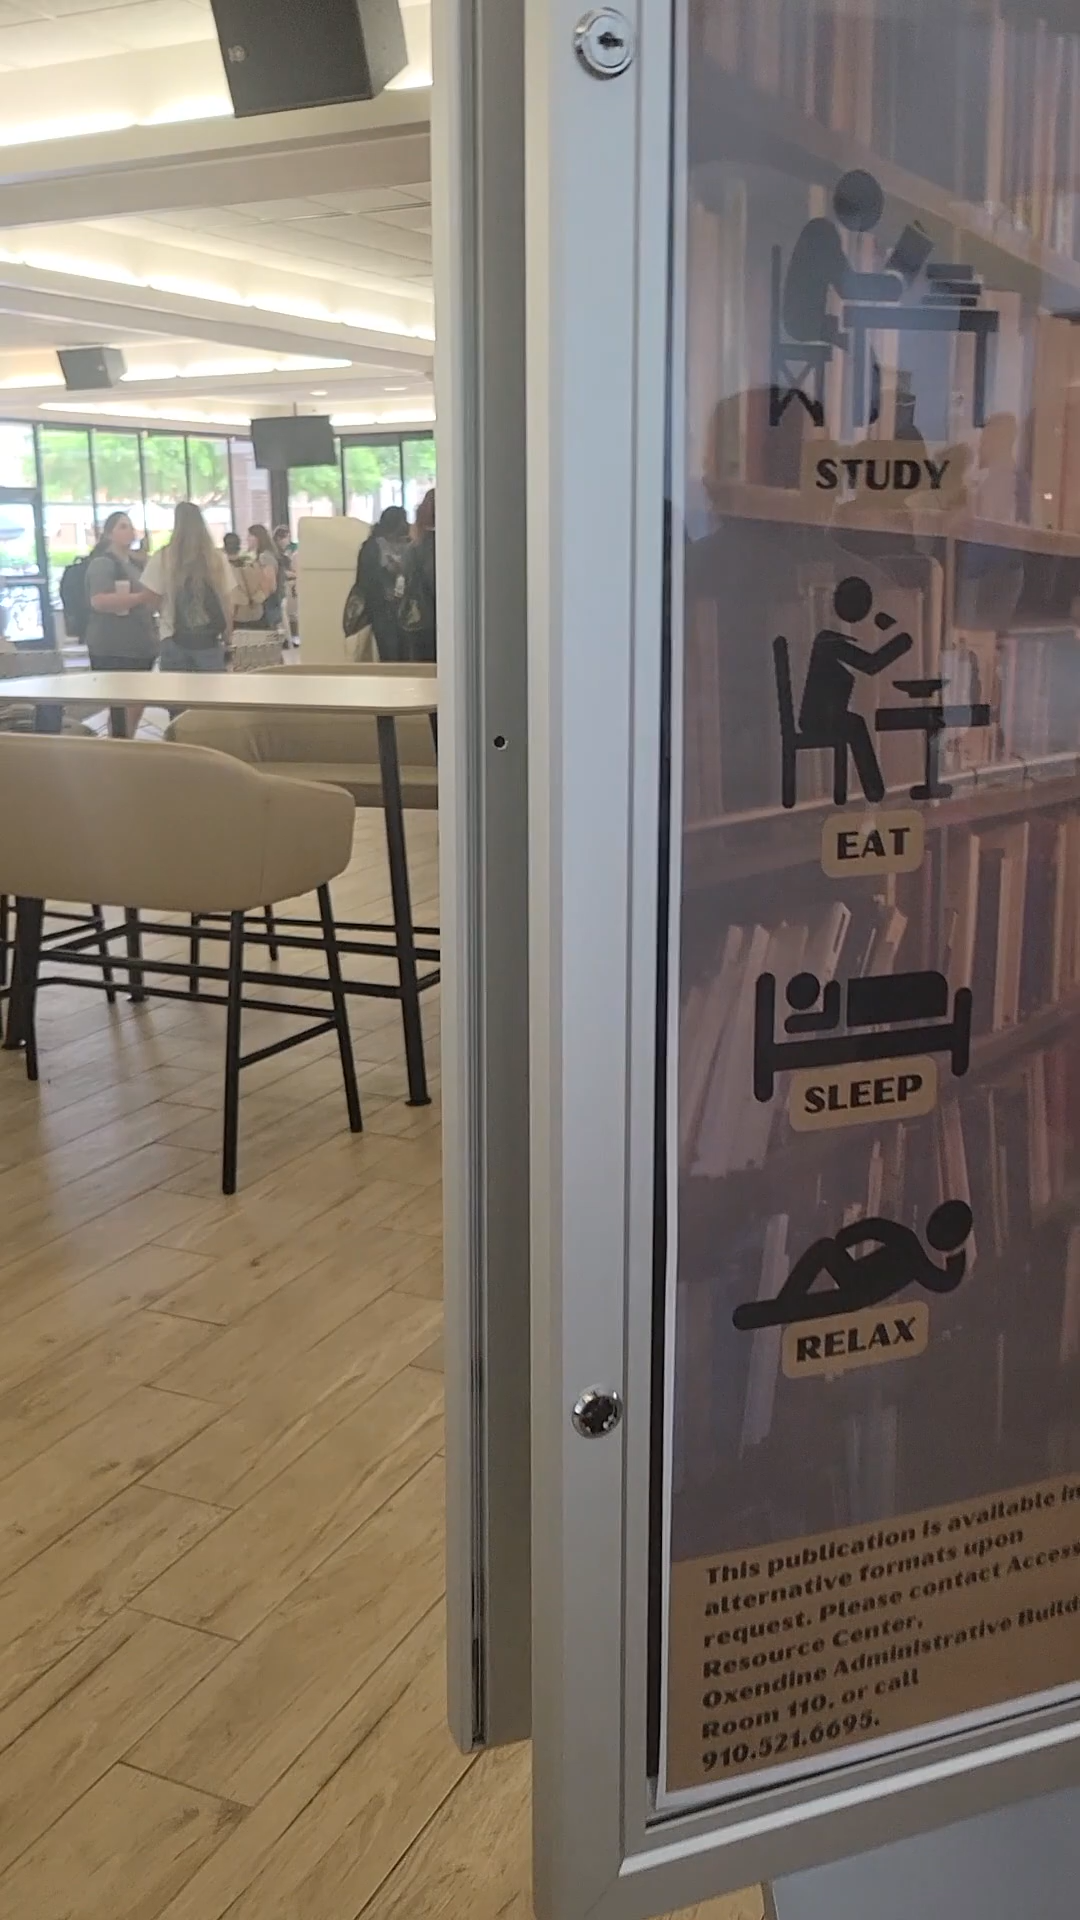 STUDY
EAT
SLEEP
RELAX
This publication is available in
alternative formats upon
request. Please contact Access
Resource Center,
Oxendine Administrative
Room 110, or call
910.521.6695.